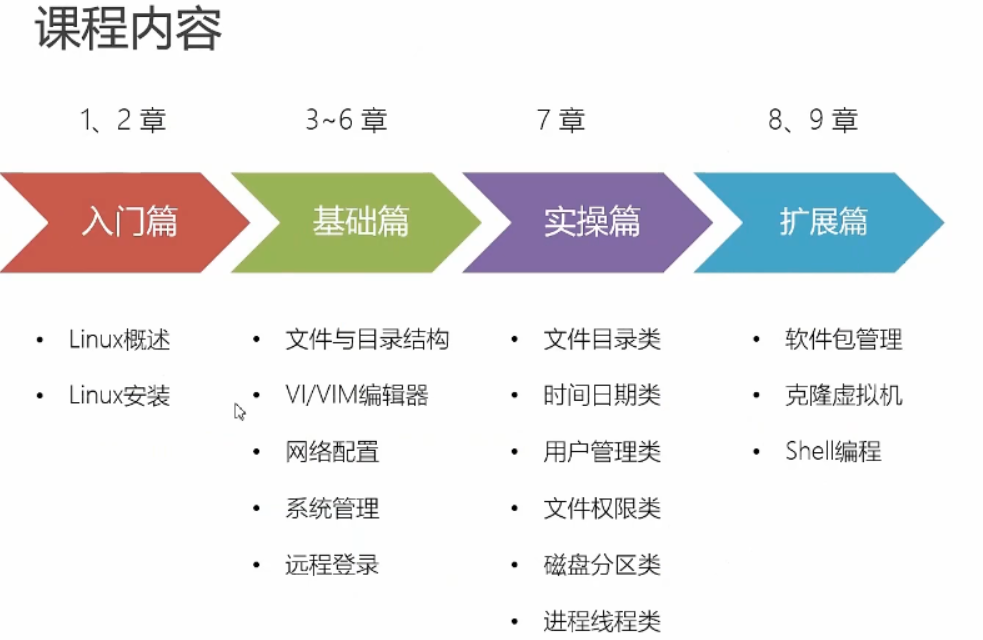 课程内容
1、2 章
3~6 章
7 章
8、9 章
入门篇
基础篇
实操篇
扩展篇
• Linux概述
• Linux安装
• 文件与目录结构
• VI/VIM编辑器
• 网络配置
• 系统管理
• 远程登录
• 文件目录类
• 时间日期类
• 用户管理类
• 文件权限类
• 磁盘分区类
• 进程线程类
• 软件包管理
• 克隆虚拟机
• Shell编程